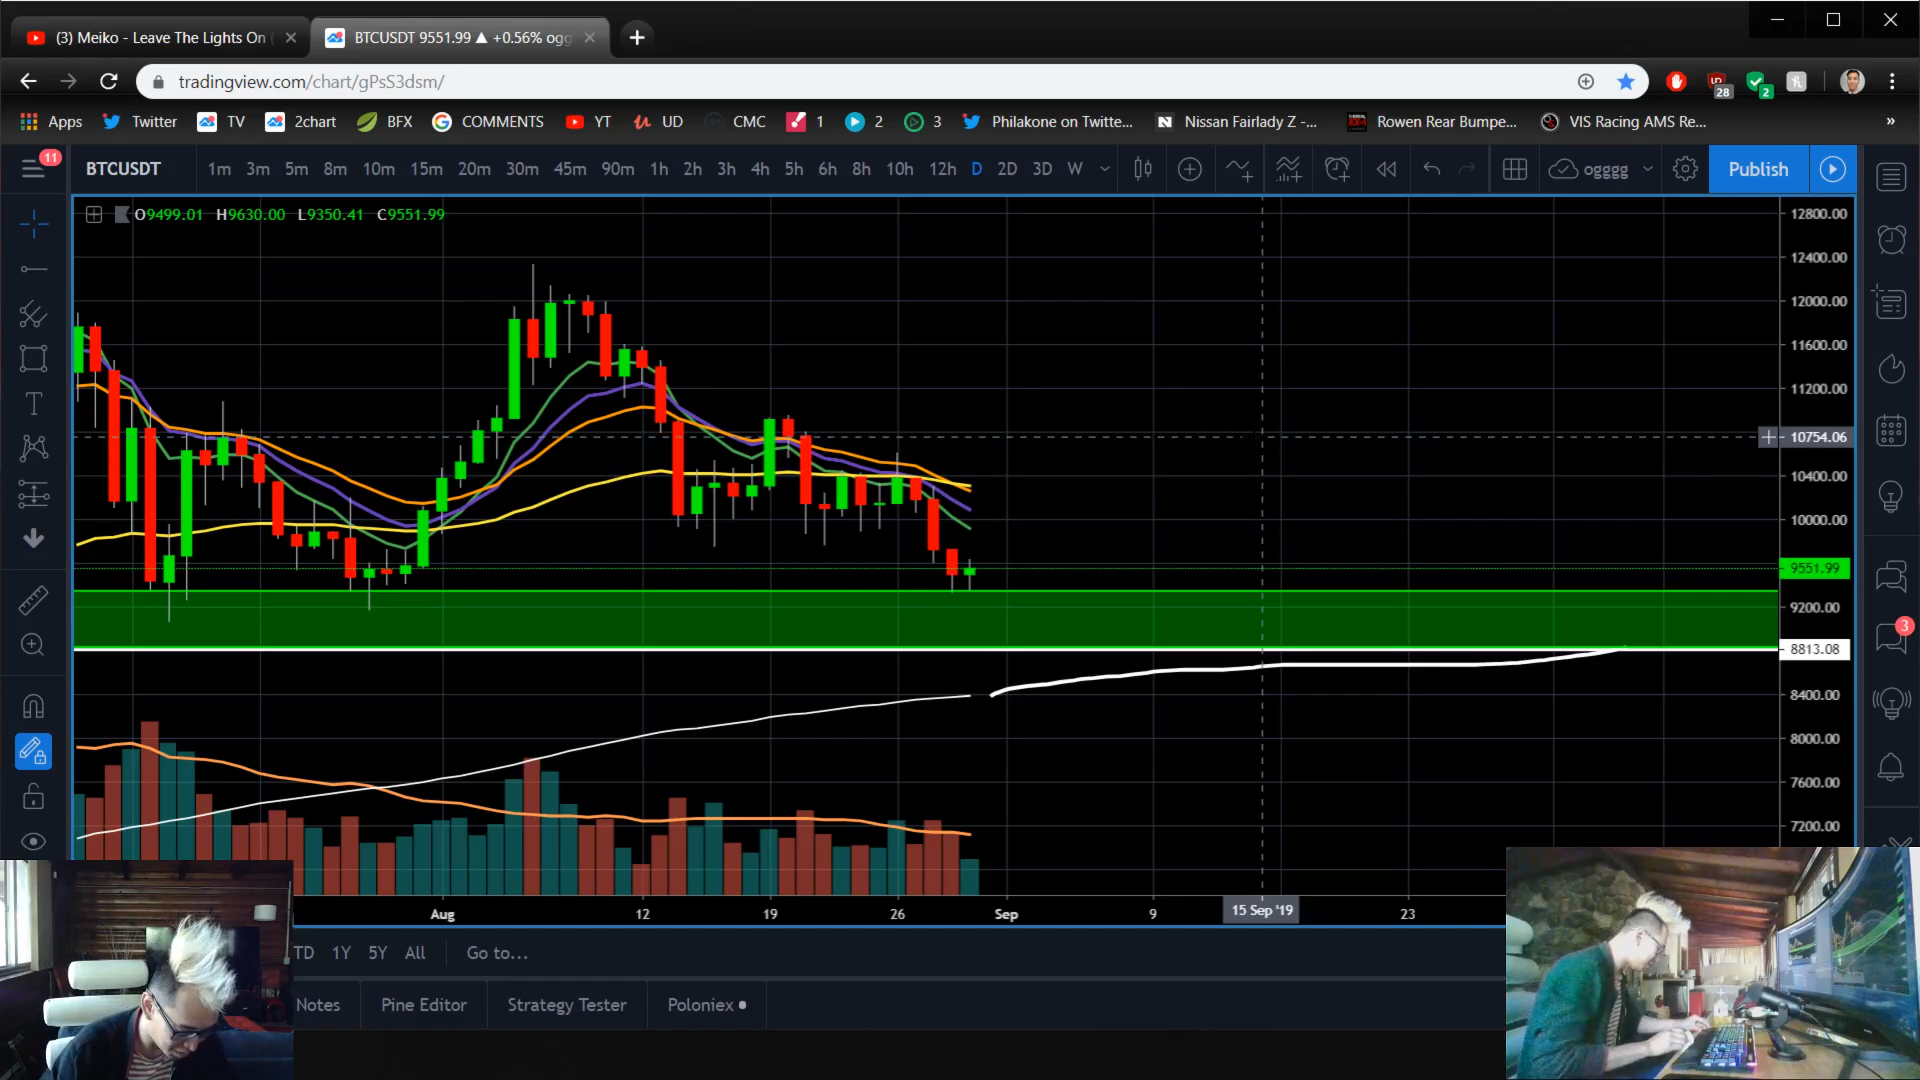 (3) Meiko - Leave The Lights On (
BTCUSDT 9551.99 ▲ +0.56% ogg
tradingview.com/chart/gPsS3dsm/
28
2
Apps Twitter TV 2chart BFX COMMENTS YT UD CMC 1 2 3 Philakone on Twitte... Nissan Fairlady Z -... Rowen Rear Bumpe... VIS Racing AMS Re... »
11
BTCUSDT 1m 3m 5m 8m 10m 15m 20m 30m 45m 90m 1h 2h 3h 4h 5h 6h 8h 10h 12h D 2D 3D W ogggg Publish
O9499.01 H9630.00 L9350.41 C9551.99
12800.00
12400.00
12000.00
11600.00
11200.00
10754.06
10400.00
10000.00
9551.99
9200.00
3
8813.08
8400.00
8000.00
7600.00
7200.00
Aug 12 19 26 Sep 9 15 Sep '19 23
TD 1Y 5Y All Go to...
Notes Pine Editor Strategy Tester Poloniex